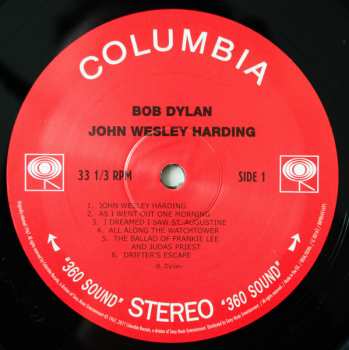 COLUMBIA
BOB DYLAN
JOHN WESLEY HARDING
33 1/3 RPM
SIDE 1
1. JOHN WESLEY HARDING
2. AS I WENT OUT ONE MORNING
3. I DREAMED I SAW ST. AUGUSTINE
4. ALL ALONG THE WATCHTOWER
5. THE BALLAD OF FRANKIE LEE
AND JUDAS PRIEST
6. DRIFTER'S ESCAPE
B. Dylan
"360 SOUND" STEREO "360 SOUND"